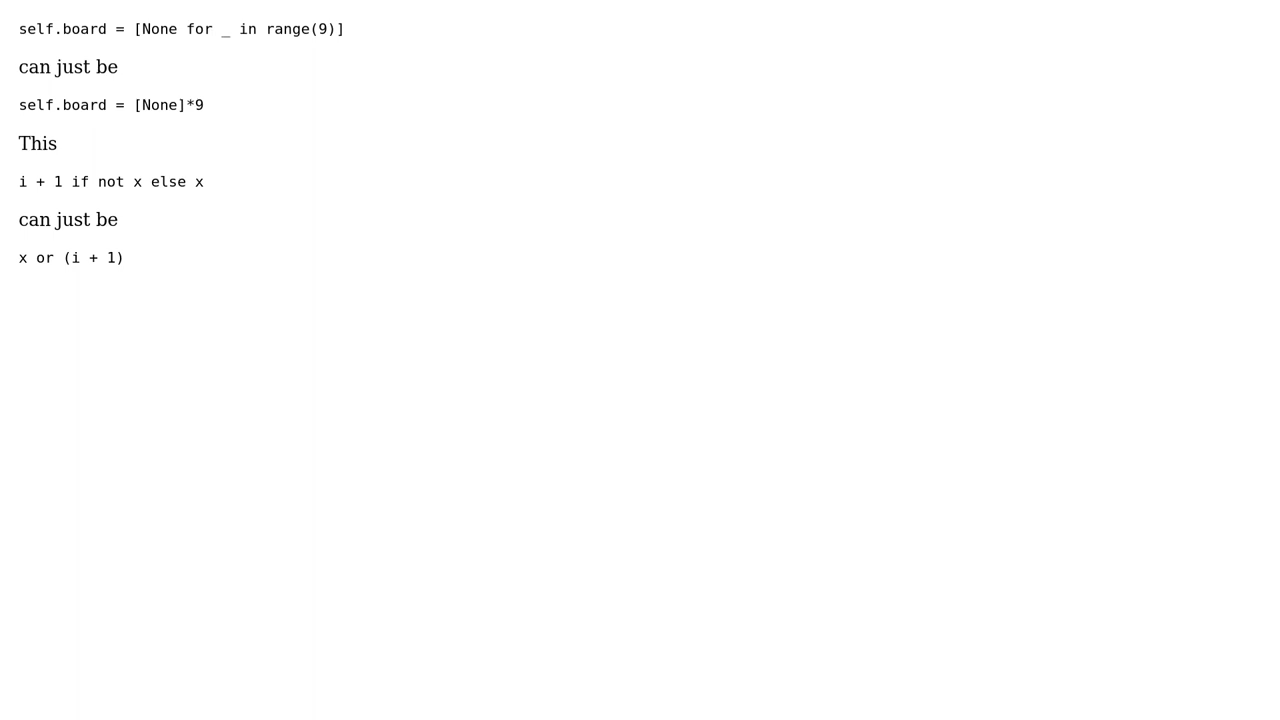 self.board = [None for _ in range(9)]
can just be
self.board = [None]*9
This
i + 1 if not x else x
can just be
x or (i + 1)